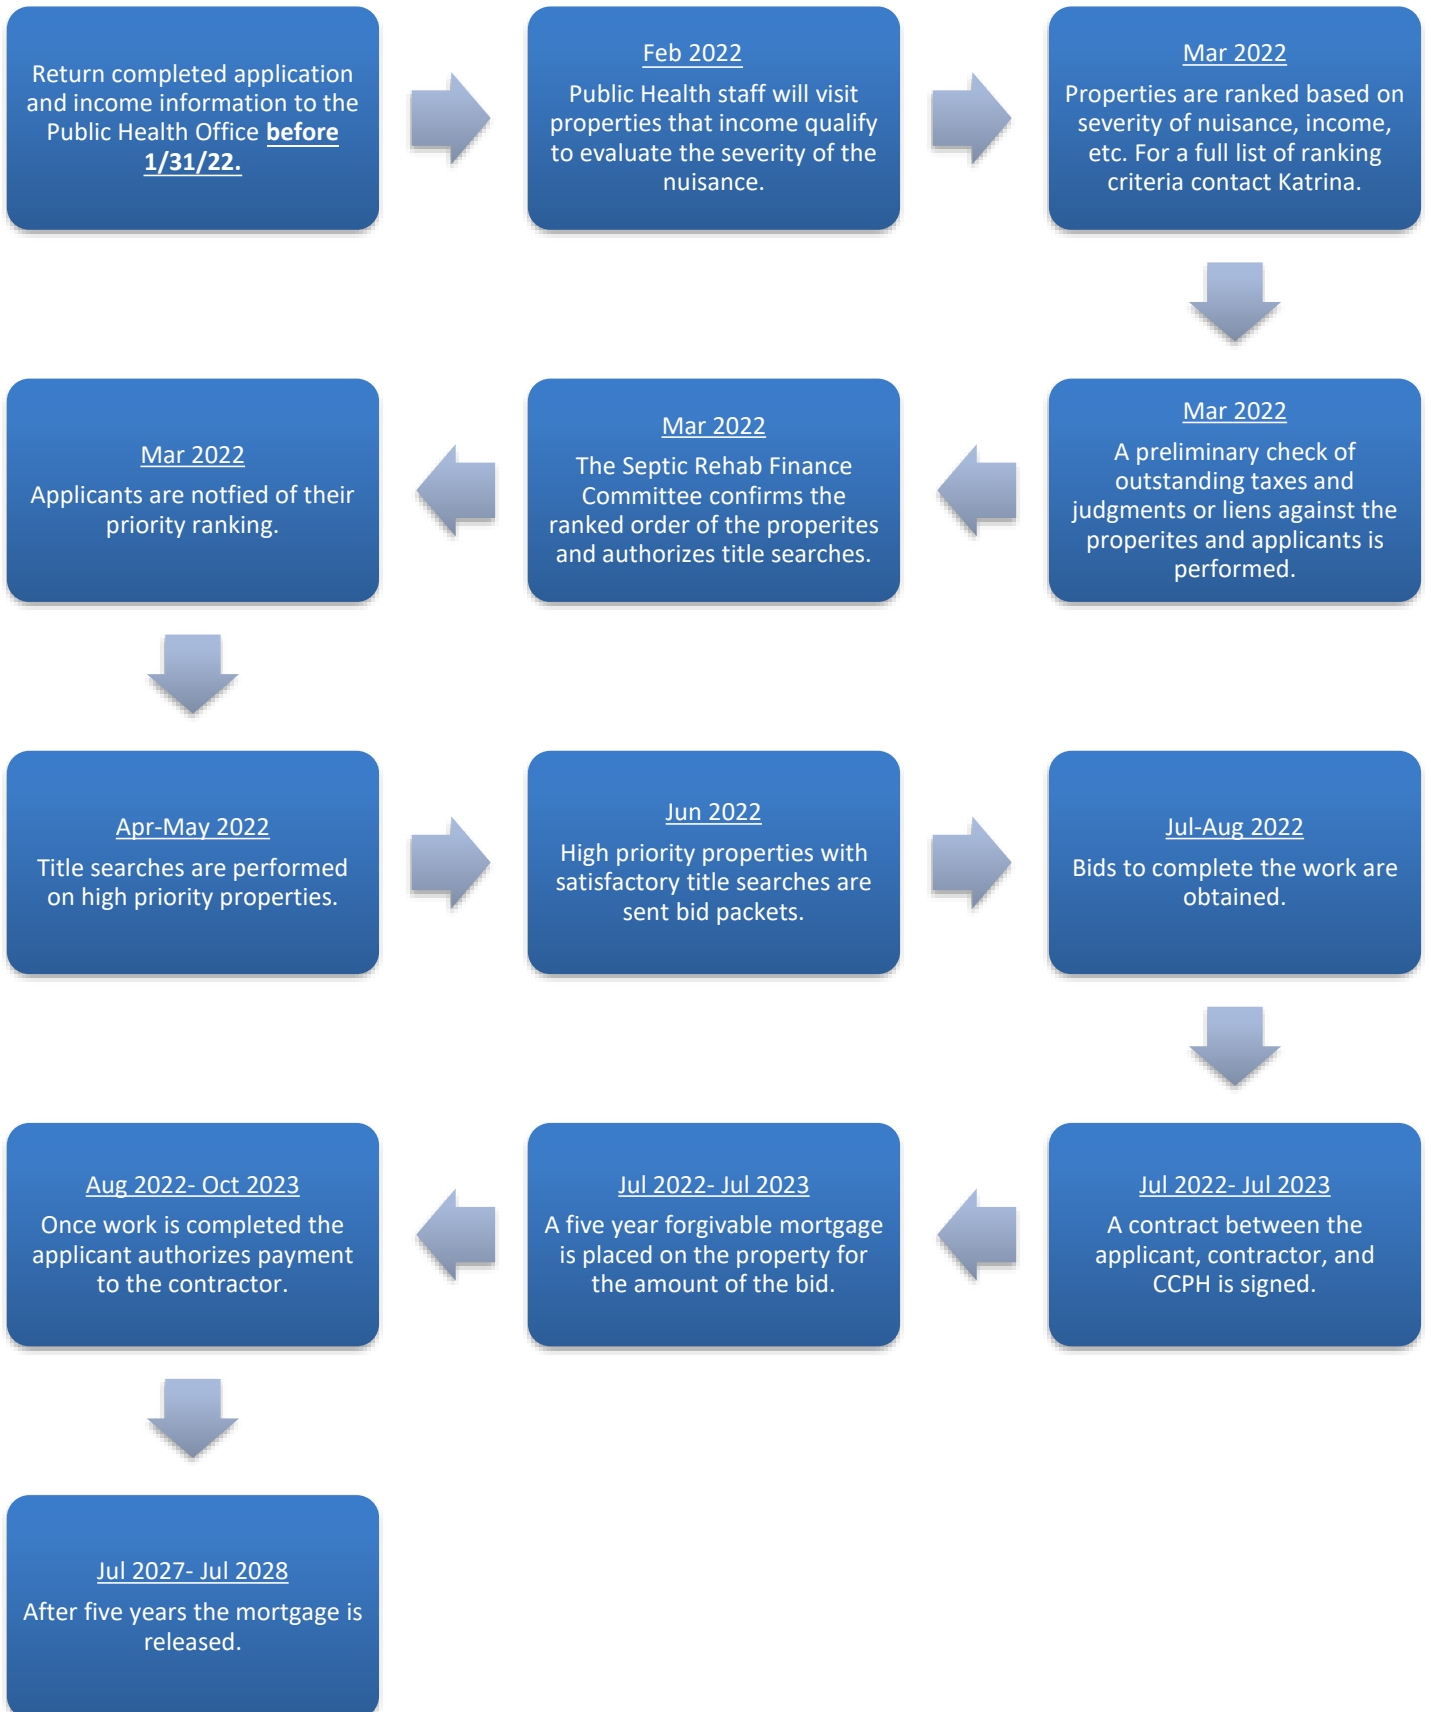 Return completed application
and income information to the
Public Health Office before
1/31/22.
Feb 2022
Public Health staff will visit
properties that income qualify
to evaluate the severity of the
nuisance.
Mar 2022
Properties are ranked based on
severity of nuisance, income,
etc. For a full list of ranking
criteria contact Katrina.
Mar 2022
A preliminary check of
outstanding taxes and
judgments or liens against the
properites and applicants is
performed.
Mar 2022
The Septic Rehab Finance
Committee confirms the
ranked order of the properites
and authorizes title searches.
Mar 2022
Applicants are notfied of their
priority ranking.
Apr-May 2022
Title searches are performed
on high priority properties.
Jun 2022
High priority properties with
satisfactory title searches are
sent bid packets.
Jul-Aug 2022
Bids to complete the work are
obtained.
Jul 2022- Jul 2023
A contract between the
applicant, contractor, and
CCPH is signed.
Jul 2022- Jul 2023
A five year forgivable mortgage
is placed on the property for
the amount of the bid.
Aug 2022- Oct 2023
Once work is completed the
applicant authorizes payment
to the contractor.
Jul 2027- Jul 2028
After five years the mortgage is
released.